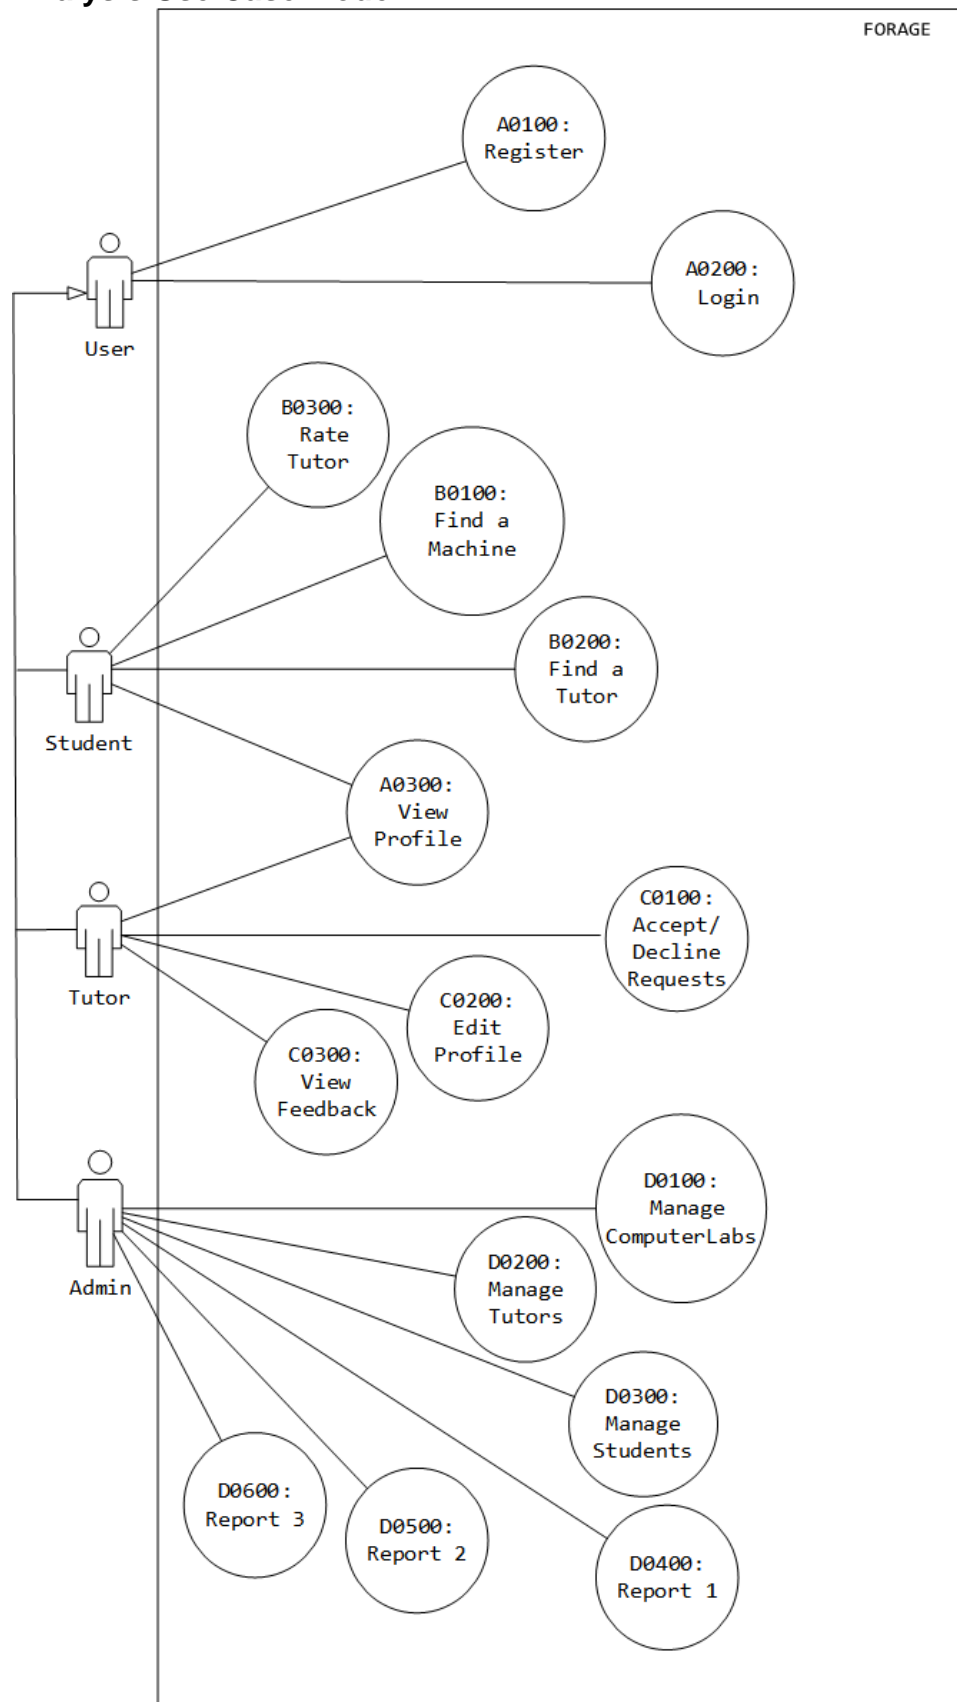 FORAGE
A0100:
Register
A0200:
Login
User
B0300:
Rate
Tutor
B0100:
Find a
Machine
B0200:
Find a
Tutor
Student
A0300:
View
Profile
C0100:
Accept/
Decline
Requests
Tutor
C0200:
Edit
Profile
C0300:
View
Feedback
D0100:
Manage
ComputerLabs
D0200:
Manage
Tutors
Admin
D0300:
Manage
Students
D0600:
Report 3
D0500:
Report 2
D0400:
Report 1